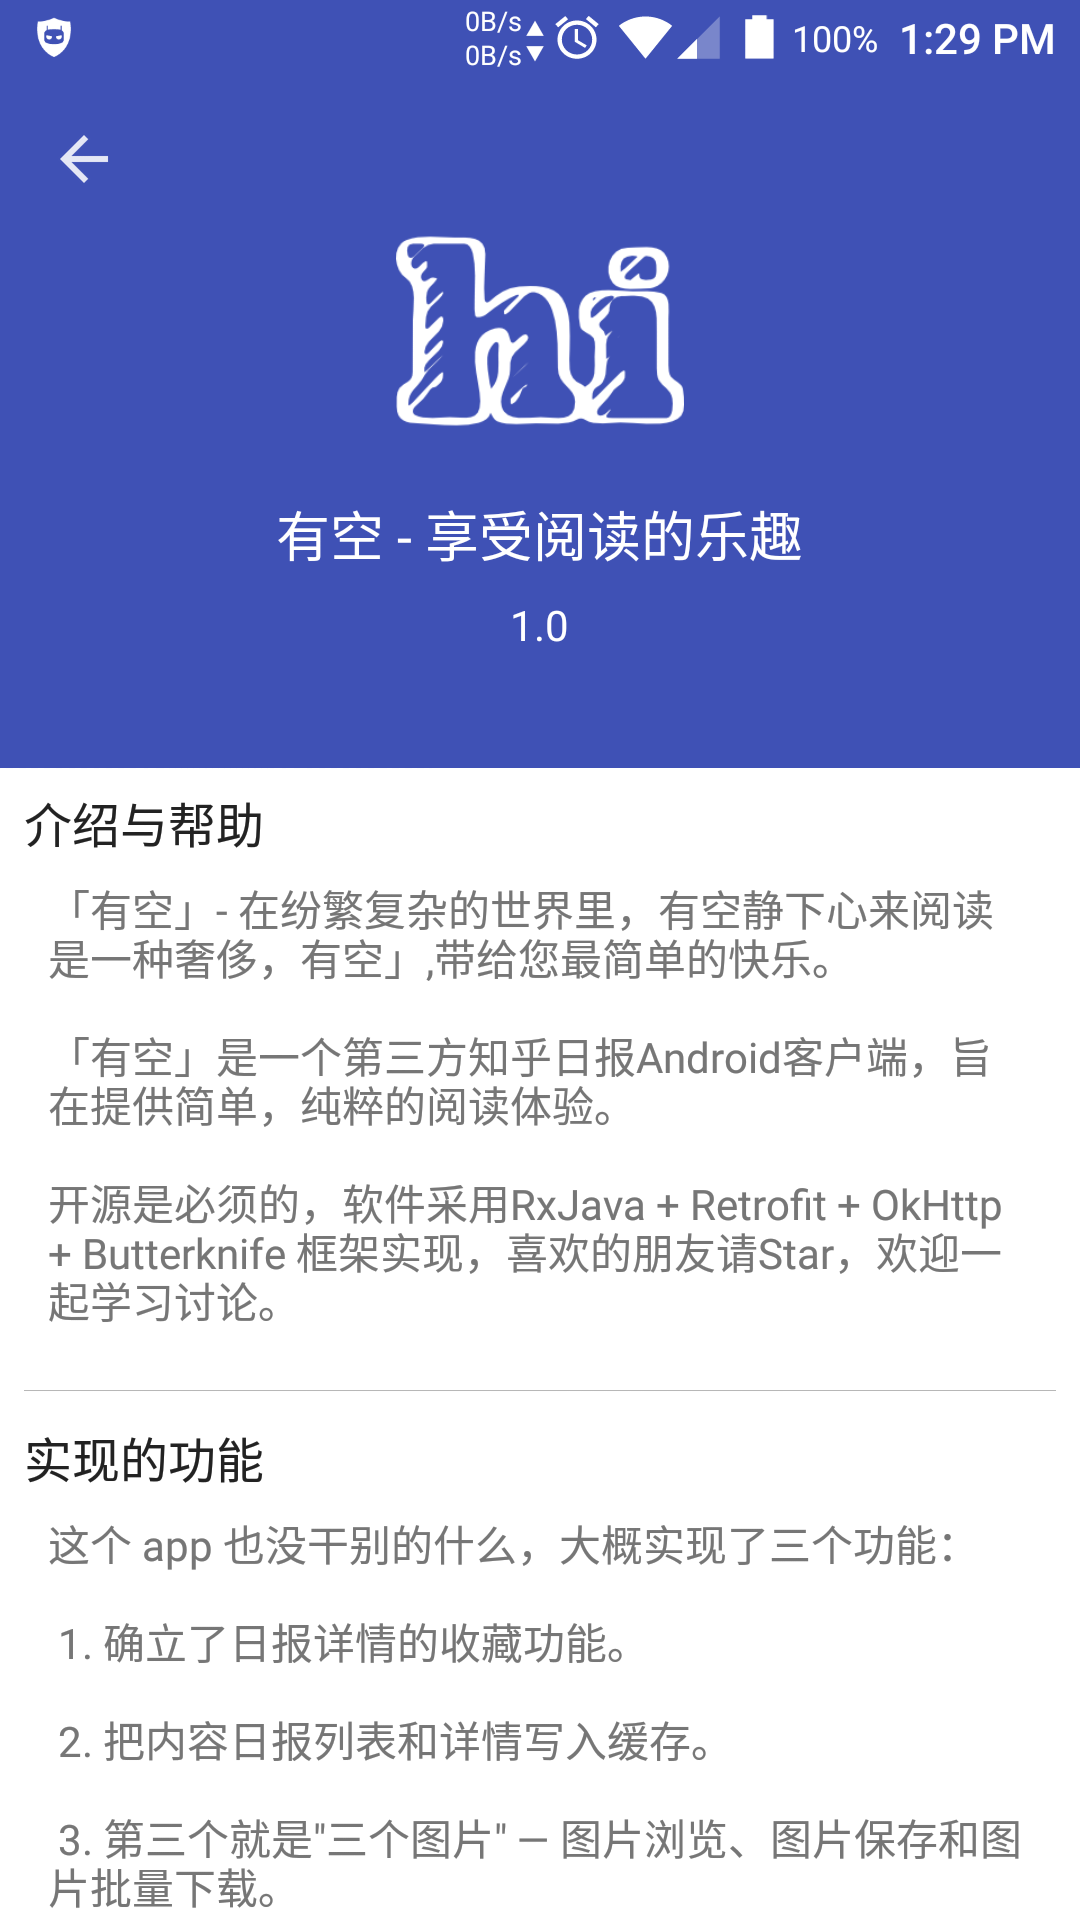 0B/s
0B/s
100%
1:29 PM
hi
有空 - 享受阅读的乐趣
1.0
介绍与帮助
「有空」- 在纷繁复杂的世界里，有空静下心来阅读
是一种奢侈，有空」,带给您最简单的快乐。
「有空」是一个第三方知乎日报Android客户端，旨
在提供简单，纯粹的阅读体验。
开源是必须的，软件采用RxJava + Retrofit + OkHttp
+ Butterknife 框架实现，喜欢的朋友请Star，欢迎一
起学习讨论。
实现的功能
这个 app 也没干别的什么，大概实现了三个功能：
1. 确立了日报详情的收藏功能。
2. 把内容日报列表和详情写入缓存。
3. 第三个就是"三个图片" — 图片浏览、图片保存和图
片批量下载。